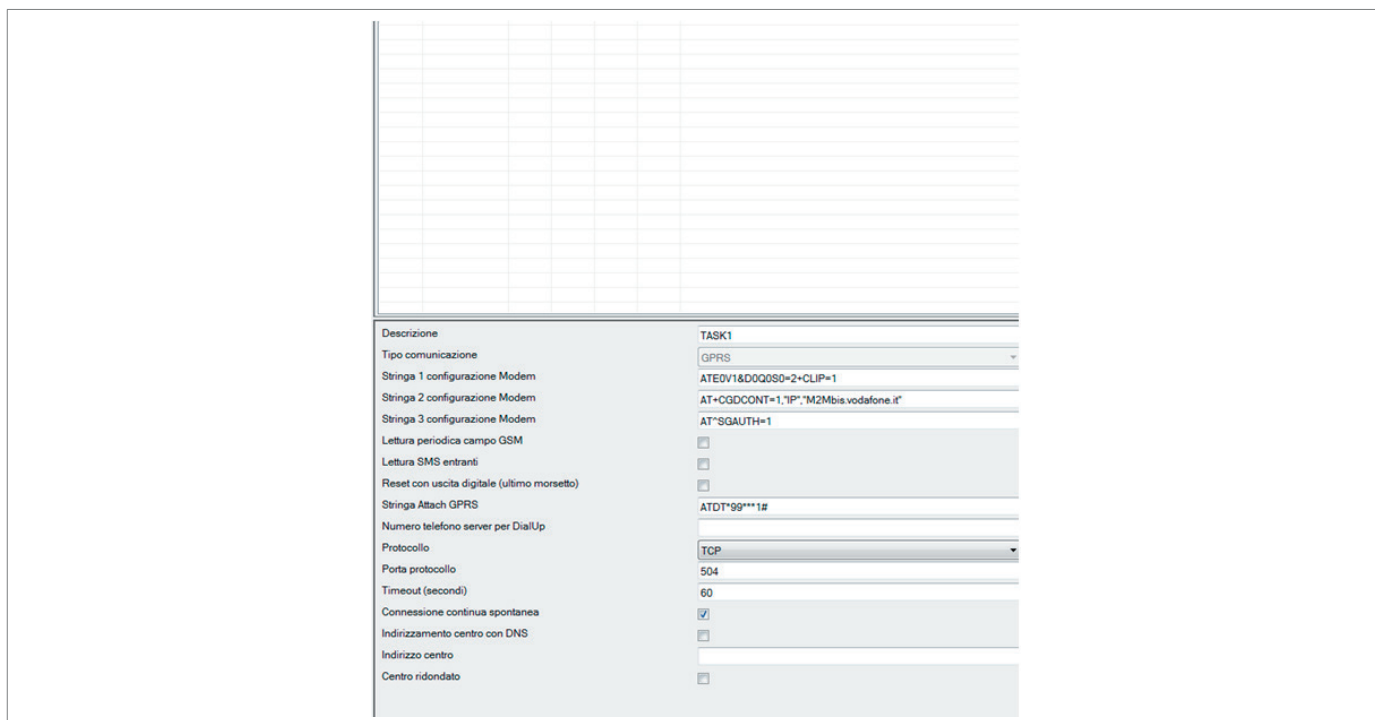 Descrizione TASK1
Tipo comunicazione GPRS
Stringa 1 configurazione Modem ATE0V1&D0Q0S0=2+CLIP=1
Stringa 2 configurazione Modem AT+CGDCONT=1,"IP","M2Mbis.vodafone.it"
Stringa 3 configurazione Modem AT^SGAUTH=1
Lettura periodica campo GSM
Lettura SMS entranti
Reset con uscita digitale (ultimo morsetto)
Stringa Attach GPRS ATDT*99***1#
Numero telefono server per DialUp
Protocollo TCP
Porta protocollo 504
Timeout (secondi) 60
Connessione continua spontanea
Indirizzamento centro con DNS
Indirizzo centro
Centro ridondato